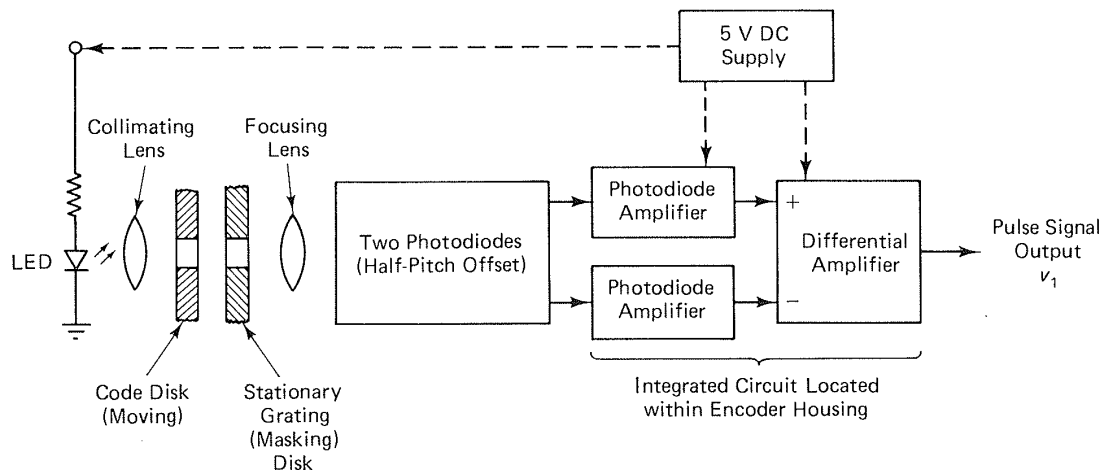 5 V DC
Supply
Collimating
Lens
Focusing
Lens
LED
Two Photodiodes
(Half-Pitch Offset)
Photodiode
Amplifier
Photodiode
Amplifier
+
−
Differential
Amplifier
Pulse Signal
Output
v₁
Code Disk
(Moving)
Stationary
Grating
(Masking)
Disk
Integrated Circuit Located
within Encoder Housing